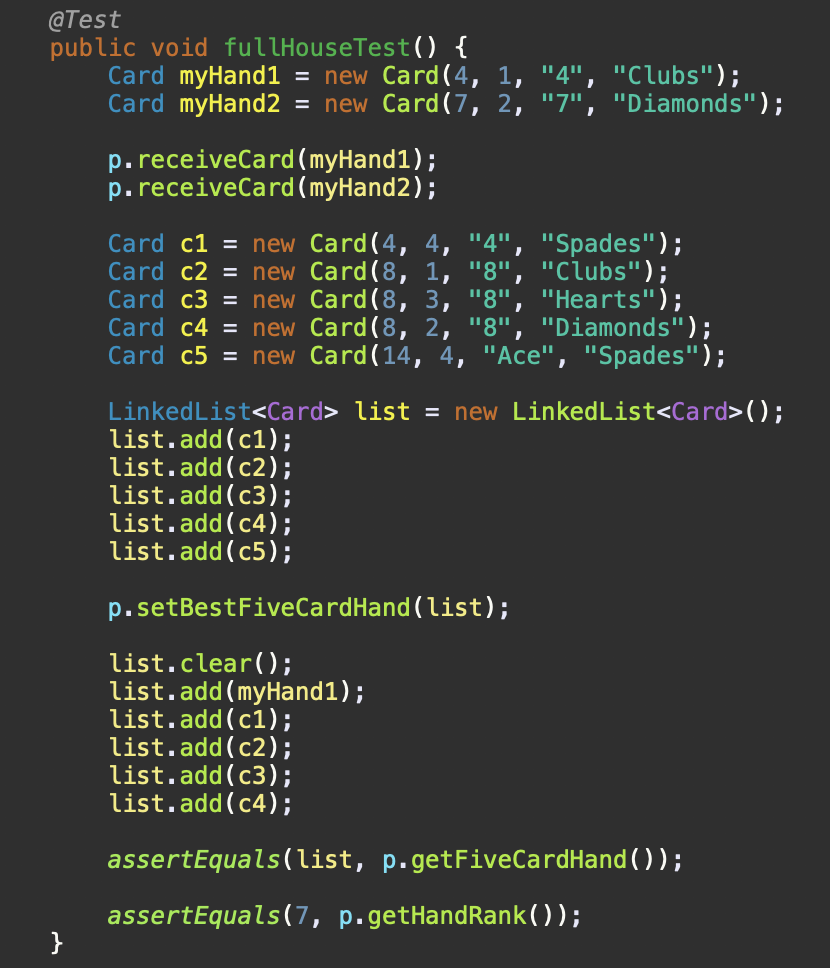 @Test
public void fullHouseTest() {
Card myHand1 = new Card(4, 1, "4", "Clubs");
Card myHand2 = new Card(7, 2, "7", "Diamonds");
p.receiveCard(myHand1);
p.receiveCard(myHand2);
Card c1 = new Card(4, 4, "4", "Spades");
Card c2 = new Card(8, 1, "8", "Clubs");
Card c3 = new Card(8, 3, "8", "Hearts");
Card c4 = new Card(8, 2, "8", "Diamonds");
Card c5 = new Card(14, 4, "Ace", "Spades");
LinkedList<Card> list = new LinkedList<Card>();
list.add(c1);
list.add(c2);
list.add(c3);
list.add(c4);
list.add(c5);
p.setBestFiveCardHand(list);
list.clear();
list.add(myHand1);
list.add(c1);
list.add(c2);
list.add(c3);
list.add(c4);
assertEquals(list, p.getFiveCardHand());
assertEquals(7, p.getHandRank());
}